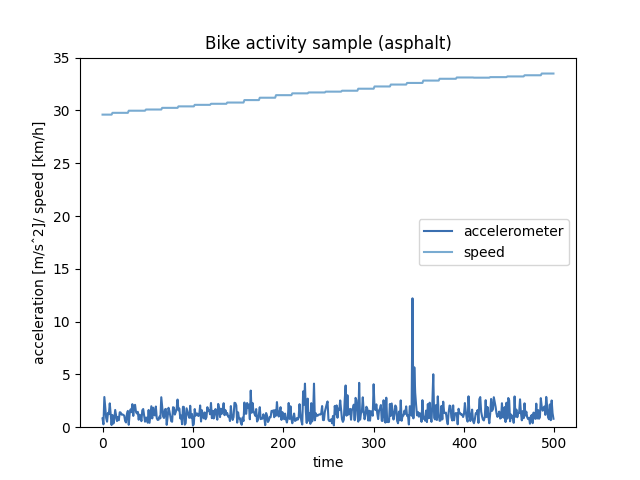 Bike activity sample (asphalt)
35
30
25
20
15
10
5
0
acceleration [m/s^2]/ speed [km/h]
accelerometer
speed
0 100 200 300 400 500
time